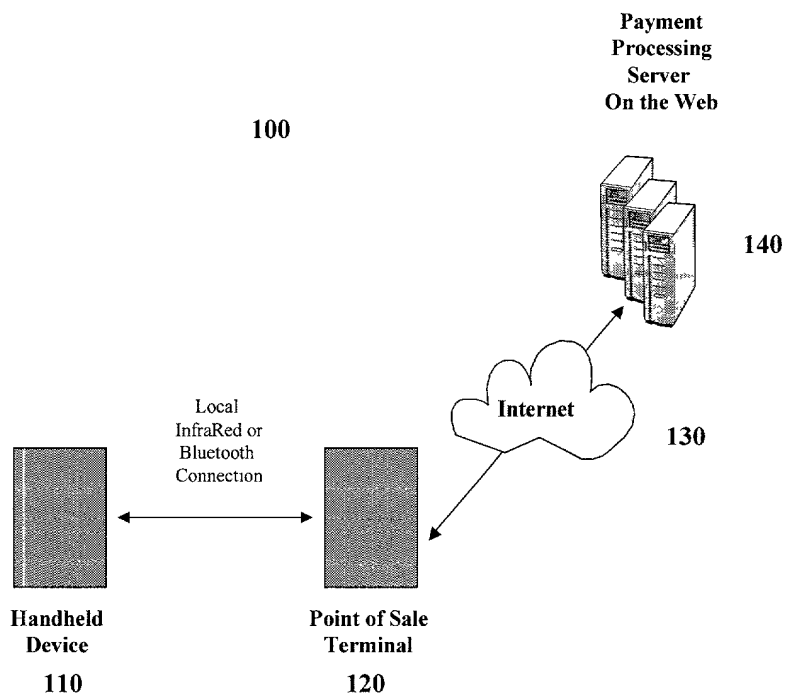 Payment
Processing
Server
On the Web
100
140
Internet
130
Local
InfraRed or
Bluetooth
Connection
Handheld
Device
110
Point of Sale
Terminal
120